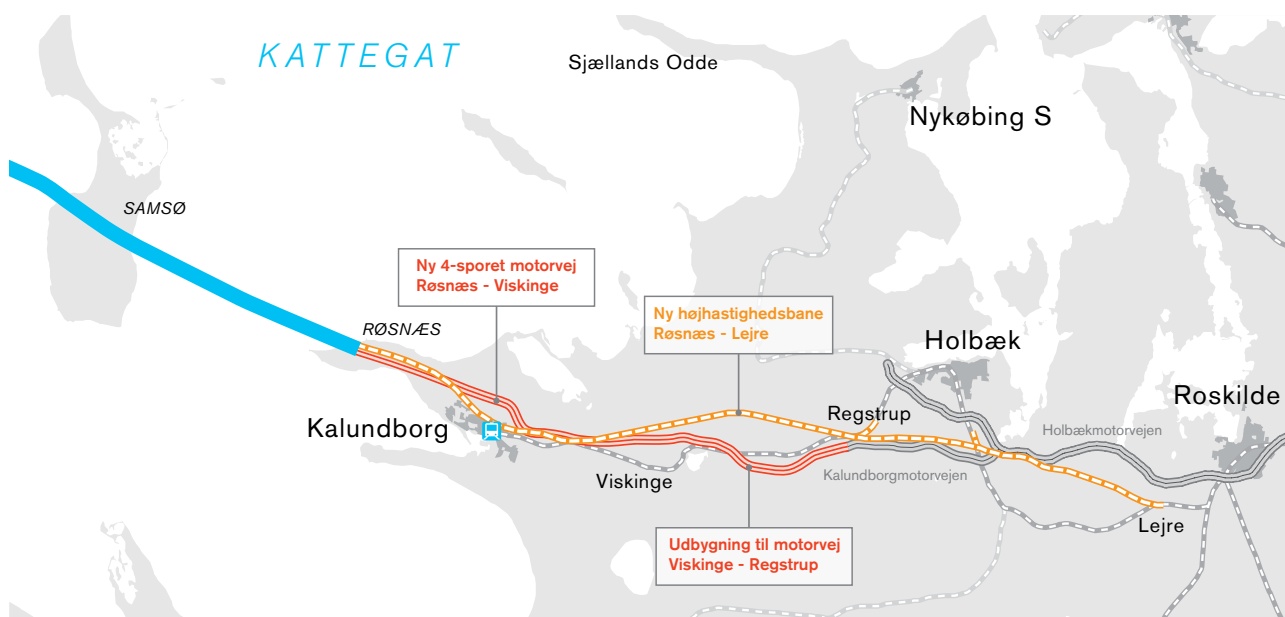 KATTEGAT
Sjællands Odde
Nykøbing S
SAMSØ
Ny 4-sporet motorvej
Røsnæs - Viskinge
Ny højhastighedsbane
Røsnæs - Lejre
RØSNÆS
Holbæk
Roskilde
Regstrup
Kalundborg
Holbækmotorvejen
Viskinge
Kalundborgmotorvejen
Lejre
Udbygning til motorvej
Viskinge - Regstrup